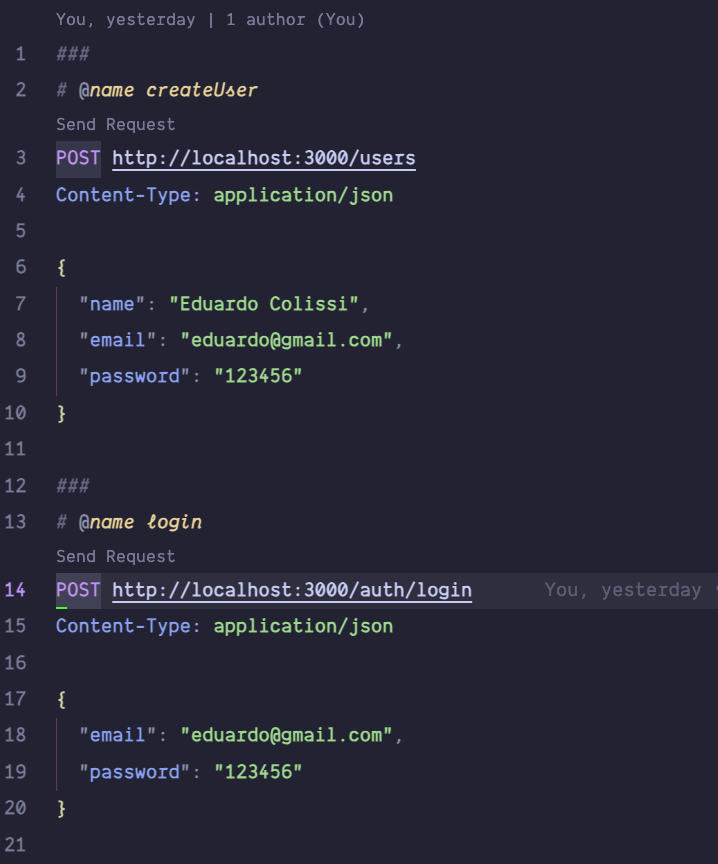 You, yesterday | 1 author (You)
1 ###
2 # @name createUser
Send Request
3 POST http://localhost:3000/users
4 Content-Type: application/json
5
6 {
7 "name": "Eduardo Colissi",
8 "email": "eduardo@gmail.com",
9 "password": "123456"
10 }
11
12 ###
13 # @name login
Send Request
14 POST http://localhost:3000/auth/login You, yesterday
15 Content-Type: application/json
16
17 {
18 "email": "eduardo@gmail.com",
19 "password": "123456"
20 }
21